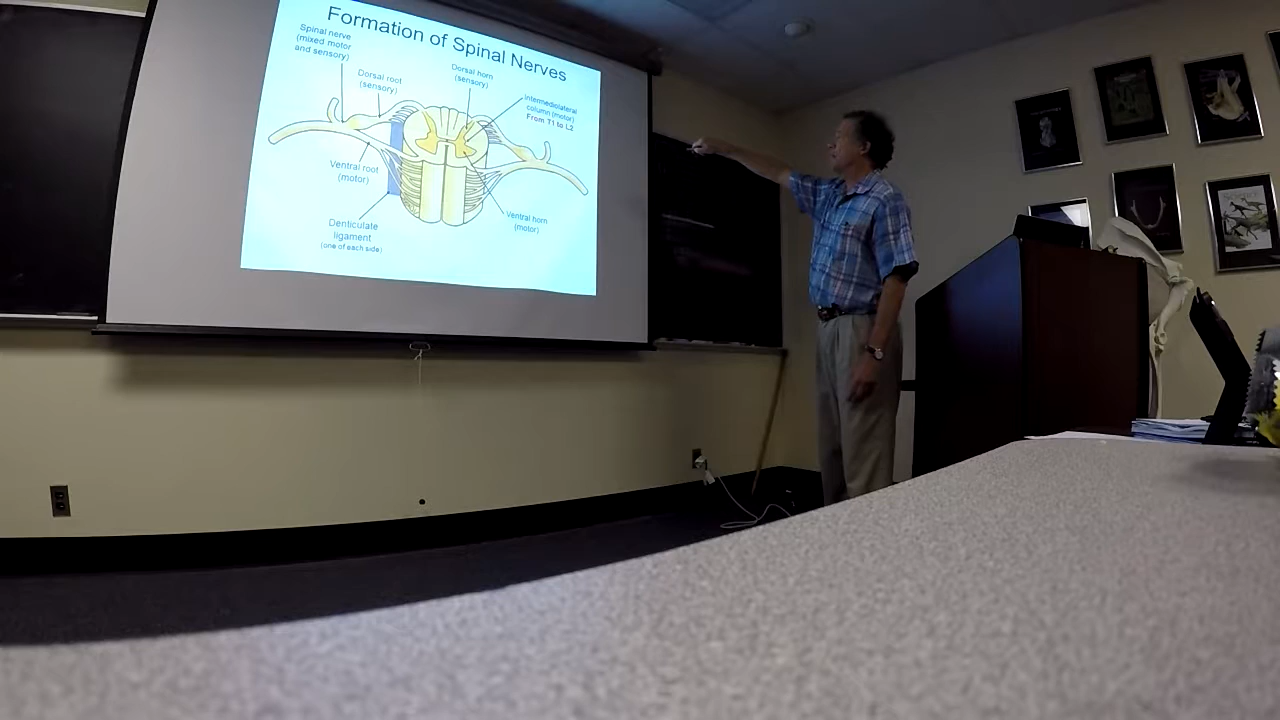 Formation of Spinal Nerves
Spinal nerve
(mixed motor
and sensory)
Dorsal root
(sensory)
Dorsal horn
(sensory)
Intermediolateral
column (motor)
From T1 to L2
Ventral root
(motor)
Ventral horn
(motor)
Denticulate
ligament
(one of each side)